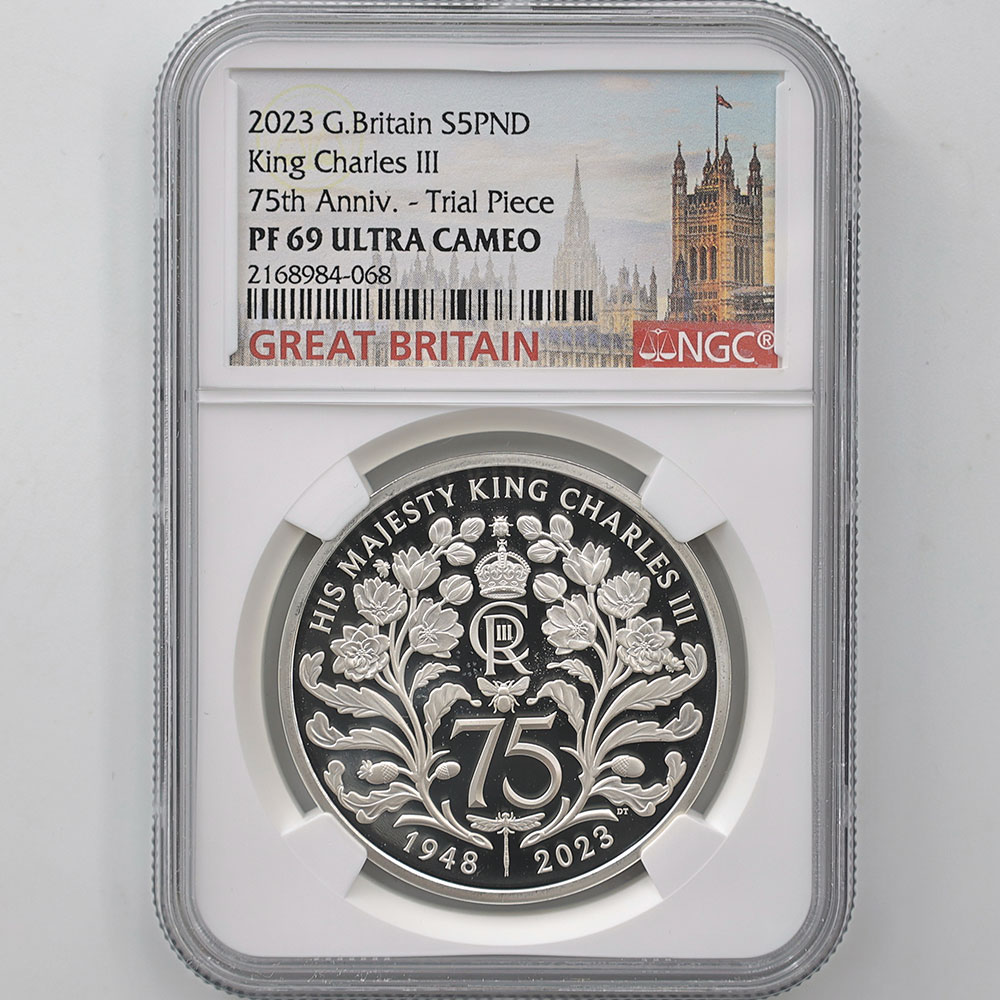 2023 G.Britain S5PND
King Charles III
75th Anniv. - Trial Piece
PF 69 ULTRA CAMEO
2168984-068
GREAT BRITAIN
NGC®
HIS MAJESTY KING CHARLES III
CR III
75
DT
1948 2023